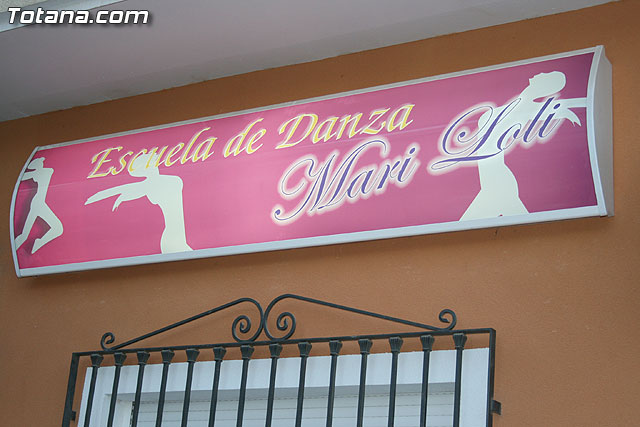 Totana.com
Escuela de Danza
Mari Loli